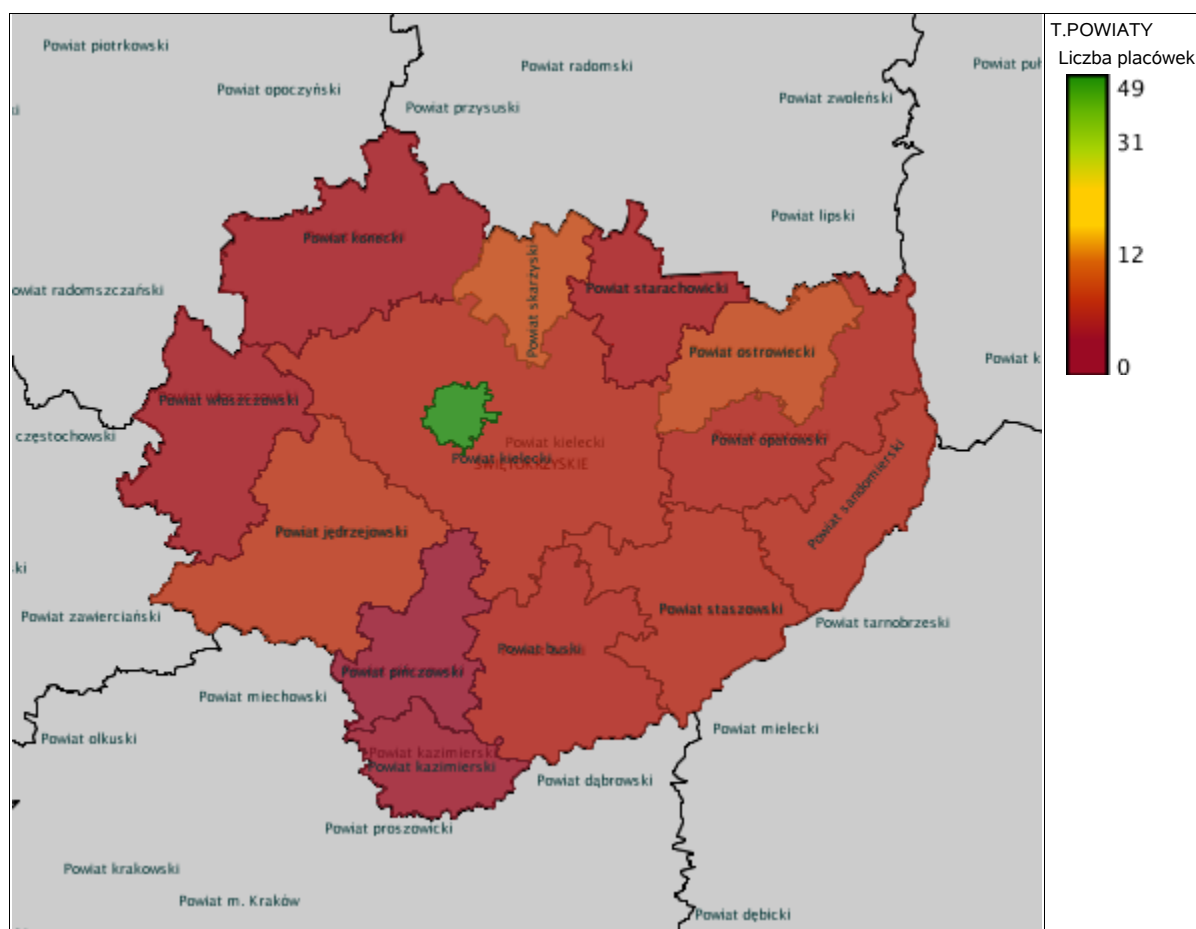 T.POWIATY
Liczba placówek
49
31
12
0
Powiat piotrkowski
Powiat radomski
Powiat opoczyński
Powiat zwoleński
Powiat przysuski
Powiat lipski
Powiat konecki
Powiat skarżyski
Powiat starachowicki
Powiat ostrowiecki
Powiat włoszczowski
częstochowski
Powiat kielecki
Powiat kielecki
ŚWIĘTOKRZYSKIE
Powiat opatowski
Powiat sandomierski
Powiat jędrzejowski
Powiat staszowski
Powiat zawierciański
Powiat tarnobrzeski
Powiat buski
Powiat pińczowski
Powiat miechowski
Powiat mielecki
Powiat olkuski
Powiat kazimierski
Powiat kazimierski
Powiat dąbrowski
Powiat proszowicki
Powiat krakowski
Powiat m. Kraków
Powiat dębicki
owiat radomszczański
Powiat puł
Powiat k